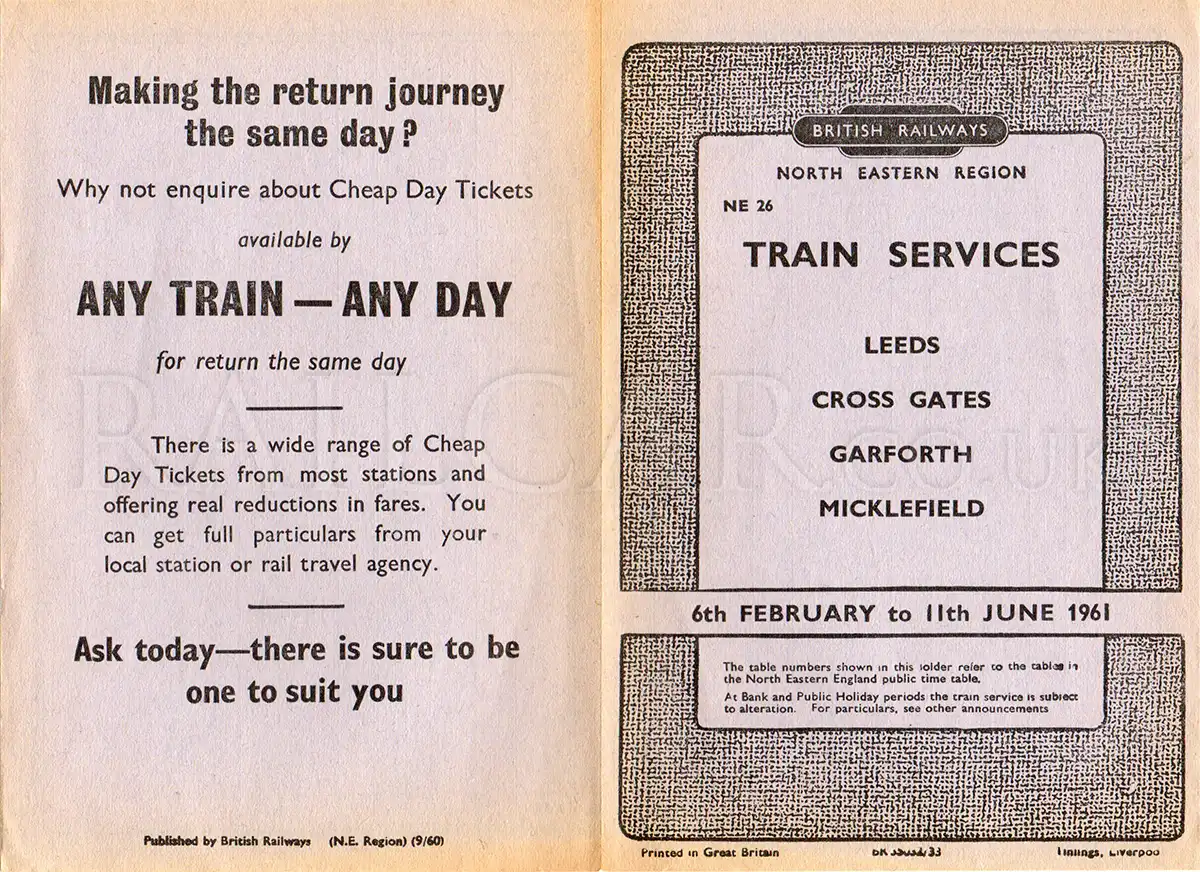 Making the return journey
the same day?
Why not enquire about Cheap Day Tickets
available by
ANY TRAIN — ANY DAY
for return the same day
There is a wide range of Cheap
Day Tickets from most stations and
offering real reductions in fares. You
can get full particulars from your
local station or rail travel agency.
Ask today—there is sure to be
one to suit you
Published by British Railways (N.E. Region) (9/60)
BRITISH RAILWAYS
NORTH EASTERN REGION
NE 26
TRAIN SERVICES
LEEDS
CROSS GATES
GARFORTH
MICKLEFIELD
6th FEBRUARY to 11th JUNE 1961
The table numbers shown in this folder refer to the tables in
the North Eastern England public time table.
At Bank and Public Holiday periods the train service is subject
to alteration. For particulars, see other announcements
Printed in Great Britain
RAILCAR.co.uk